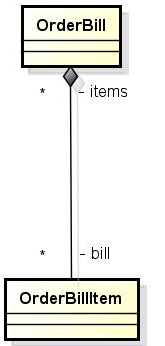 OrderBill
* - items
* - bill
OrderBillItem